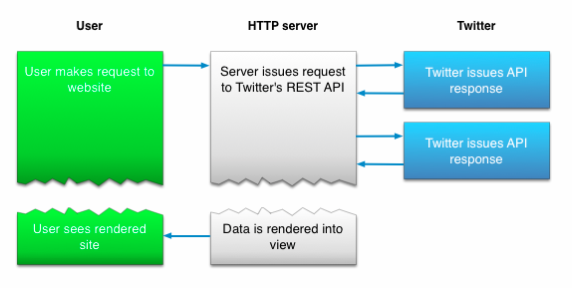 User
HTTP server
Twitter
User makes request to
website
Server issues request
to Twitter's REST API
Twitter issues API
response
Twitter issues API
response
User sees rendered
site
Data is rendered into
view